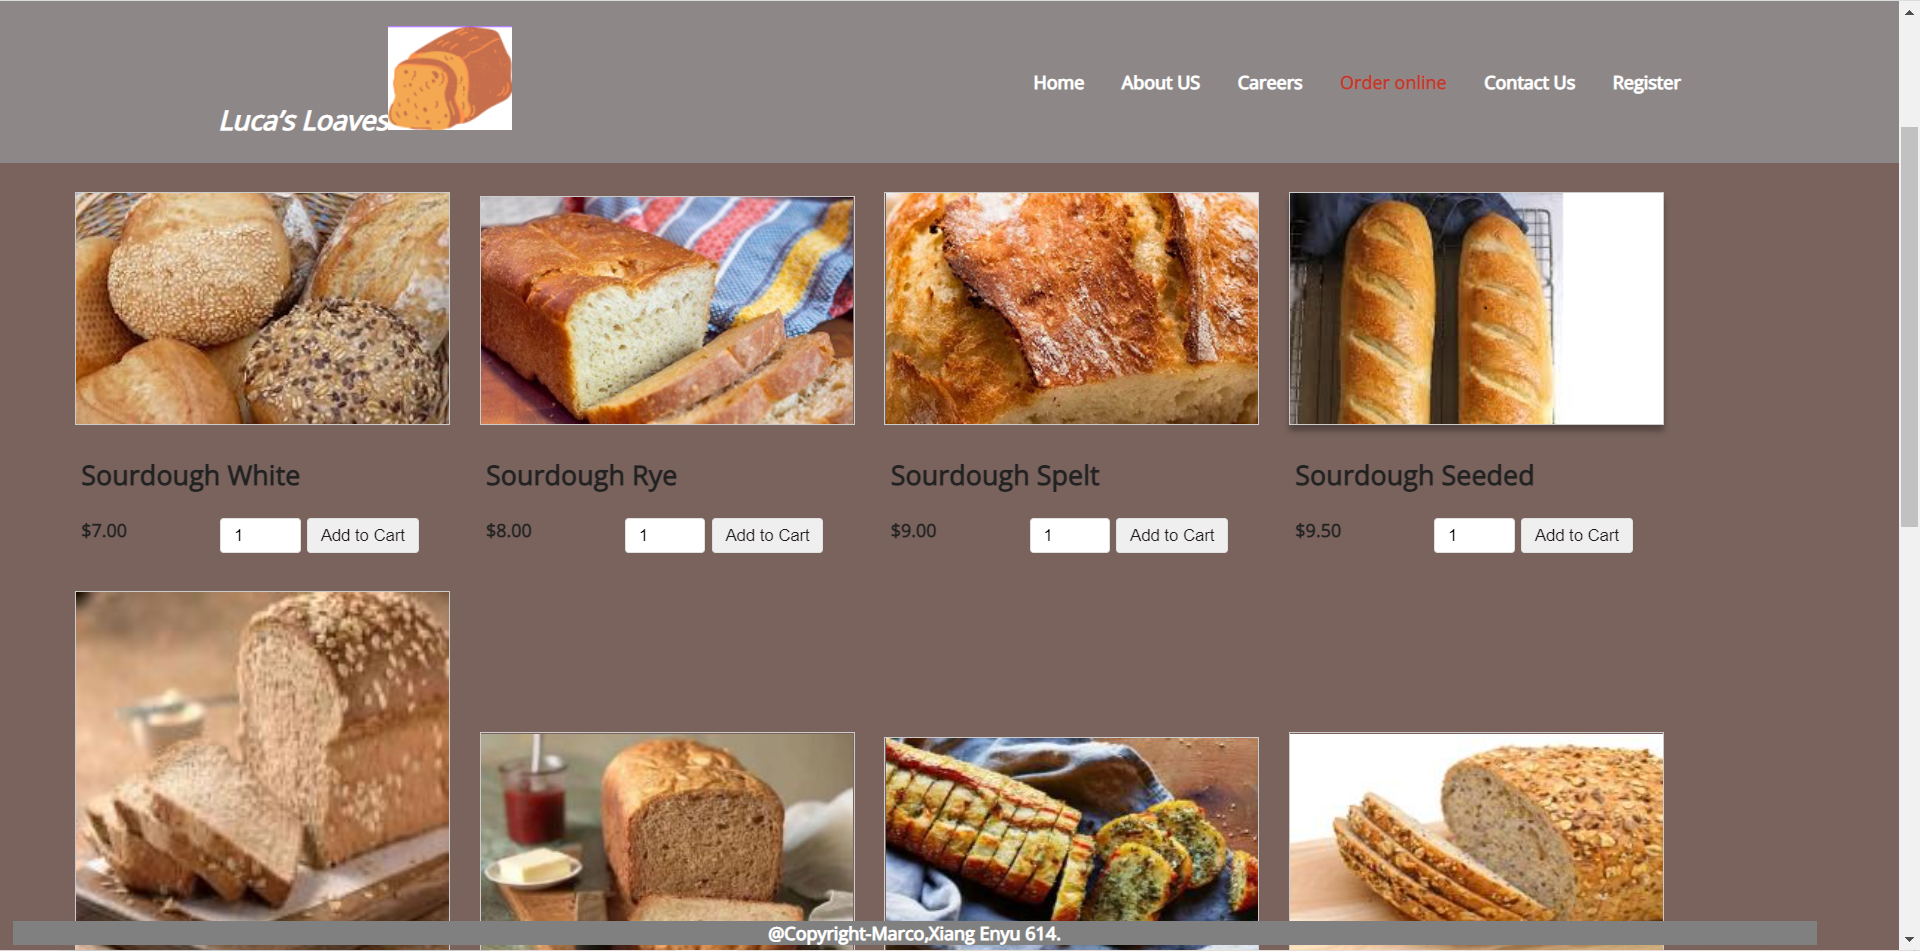 Luca's Loaves
Home About US Careers Order online Contact Us Register
Sourdough White
$7.00 1 Add to Cart
Sourdough Rye
$8.00 1 Add to Cart
Sourdough Spelt
$9.00 1 Add to Cart
Sourdough Seeded
$9.50 1 Add to Cart
@Copyright-Marco,Xiang Enyu 614.